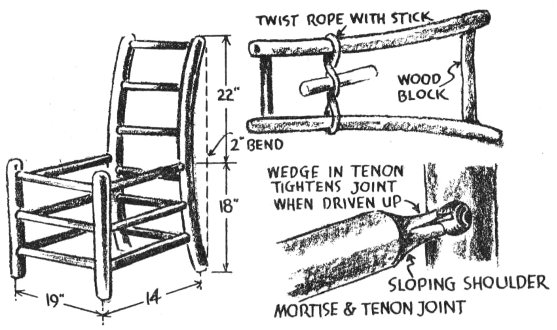 TWIST ROPE WITH STICK
WOOD
BLOCK
22"
2" BEND
18"
19"
14
WEDGE IN TENON
TIGHTENS JOINT
WHEN DRIVEN UP
SLOPING SHOULDER
MORTISE & TENON JOINT